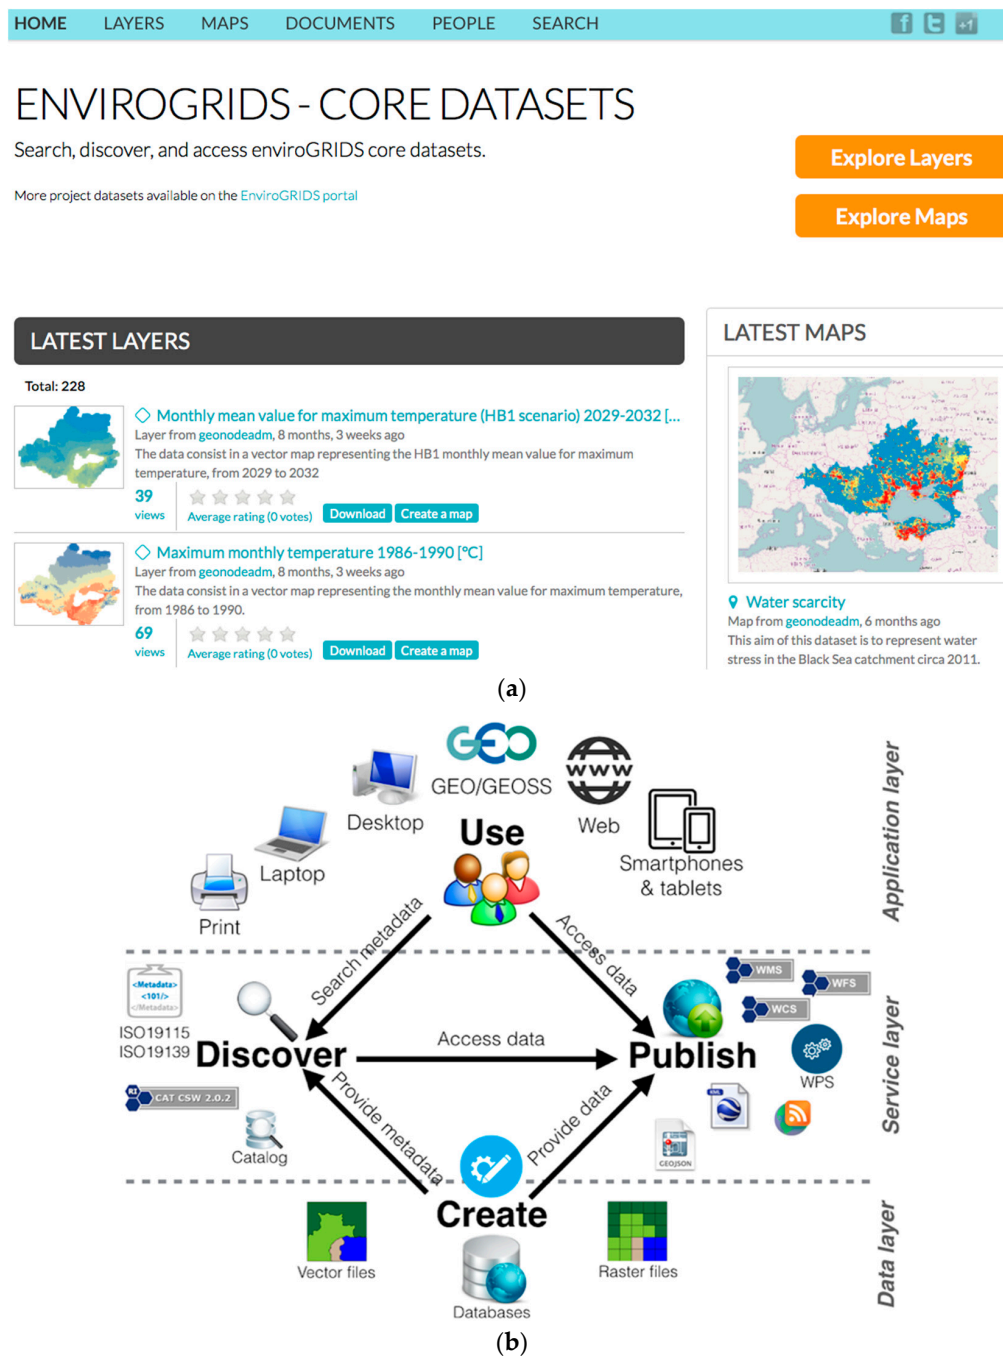 HOME LAYERS MAPS DOCUMENTS PEOPLE SEARCH
f t +1
ENVIROGRIDS - CORE DATASETS
Search, discover, and access enviroGRIDS core datasets.
Explore Layers
More project datasets available on the EnviroGRIDS portal
Explore Maps
LATEST LAYERS
Total: 228
Monthly mean value for maximum temperature (HB1 scenario) 2029-2032 [...
Layer from geonodeadm, 8 months, 3 weeks ago
The data consist in a vector map representing the HB1 monthly mean value for maximum
temperature, from 2029 to 2032
39
views
Average rating (0 votes) Download Create a map
Maximum monthly temperature 1986-1990 [°C]
Layer from geonodeadm, 8 months, 3 weeks ago
The data consist in a vector map representing the monthly mean value for maximum temperature,
from 1986 to 1990.
69
views
Average rating (0 votes) Download Create a map
LATEST MAPS
Water scarcity
Map from geonodeadm, 6 months ago
This aim of this dataset is to represent water
stress in the Black Sea catchment circa 2011.
(a)
GEO
GEO/GEOSS
www
Desktop
Use
Web
Laptop
Smartphones
& tablets
Print
Application layer
Search metadata
Access data
<Metadata>
<101/>
</Metadata>
ISO19115
ISO19139
Discover
Access data
Publish
WMS
WFS
WCS
WPS
Service layer
RI
CAT CSW 2.0.2
Catalog
Provide metadata
Provide data
KML
GEOJSON
Create
Vector files
Databases
Raster files
Data layer
(b)